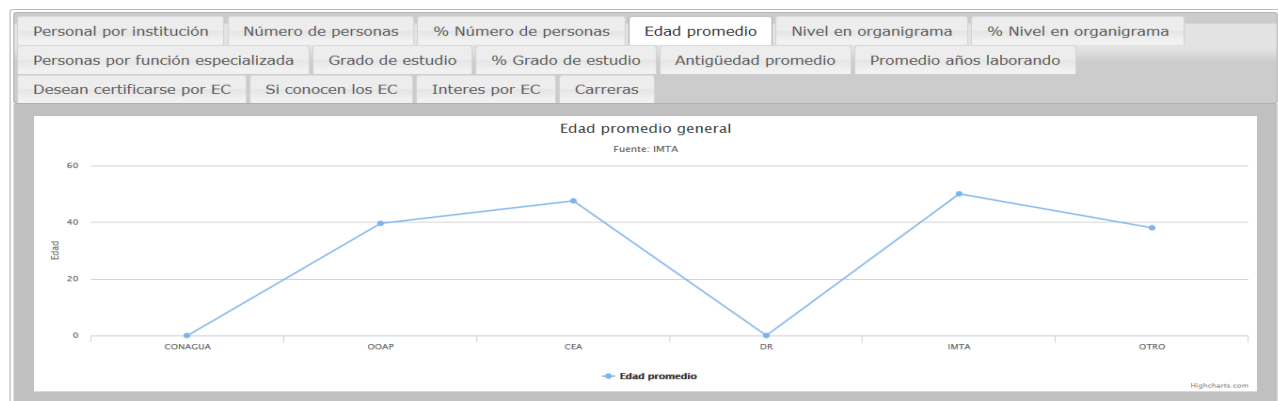 Personal por institución Número de personas % Número de personas Edad promedio Nivel en organigrama % Nivel en organigrama
Personas por función especializada Grado de estudio % Grado de estudio Antigüedad promedio Promedio años laborando
Desean certificarse por EC Si conocen los EC Interes por EC Carreras
Edad promedio general
Fuente: IMTA
60
40
20
0
Edad
CONAGUA OOAP CEA DR IMTA OTRO
Edad promedio
Highcharts.com